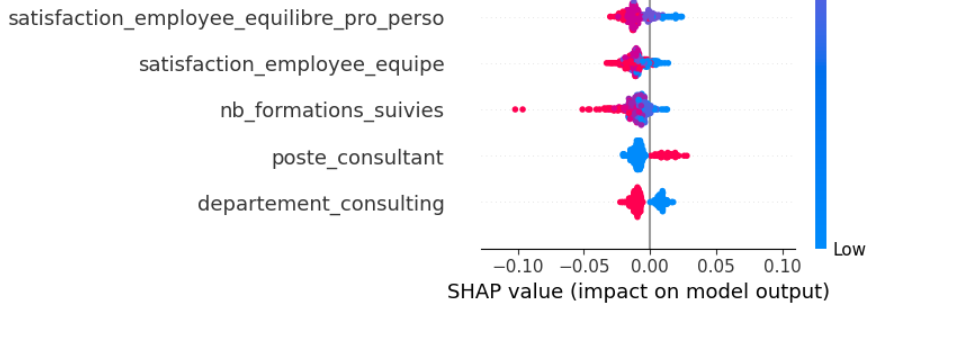 satisfaction_employee_equilibre_pro_perso
satisfaction_employee_equipe
nb_formations_suivies
poste_consultant
departement_consulting
Low
−0.10 −0.05 0.00 0.05 0.10
SHAP value (impact on model output)